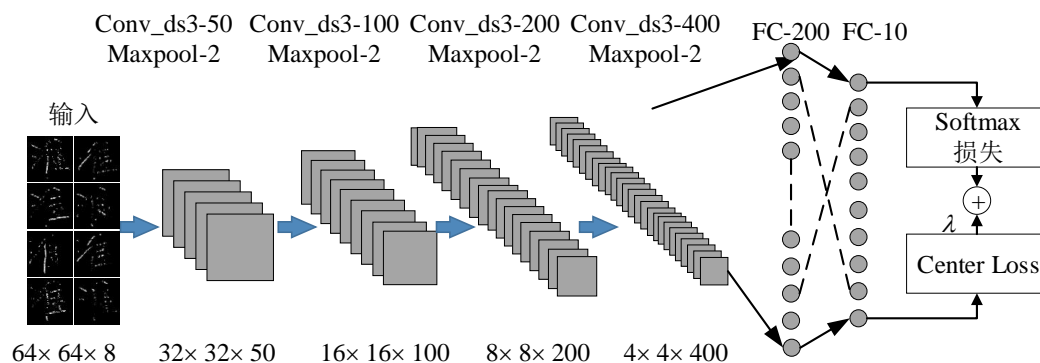 Conv_ds3-50 Conv_ds3-100 Conv_ds3-200 Conv_ds3-400
Maxpool-2 Maxpool-2 Maxpool-2 Maxpool-2
FC-200 FC-10
输入
Softmax
损失
+
λ
Center Loss
64× 64× 8 32× 32× 50 16× 16× 100 8× 8× 200 4× 4× 400